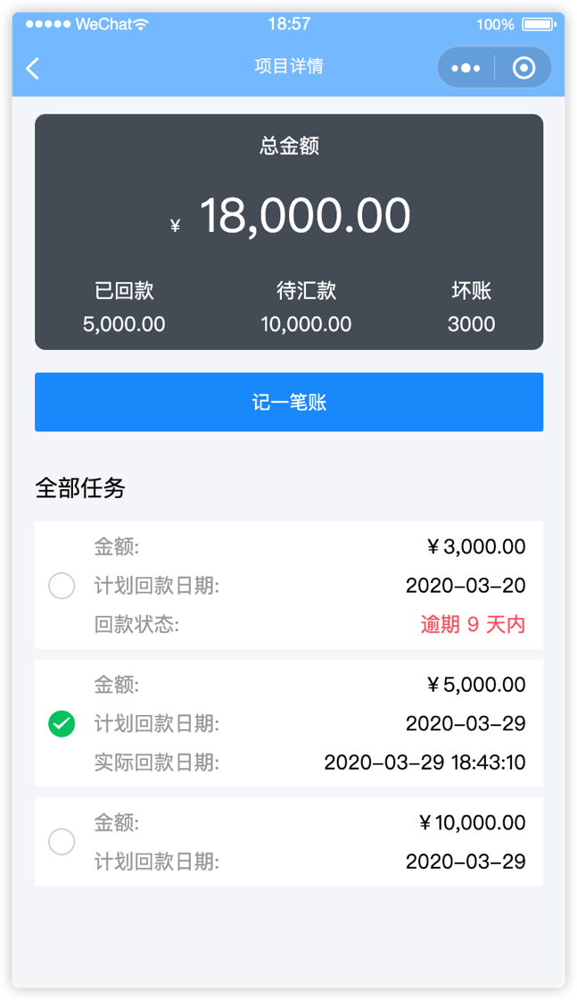 WeChat 18:57 100%
项目详情
总金额
¥ 18,000.00
已回款 待汇款 坏账
5,000.00 10,000.00 3000
记一笔账
全部任务
金额: ¥3,000.00
计划回款日期: 2020-03-20
回款状态: 逾期 9 天内
金额: ¥5,000.00
计划回款日期: 2020-03-29
实际回款日期: 2020-03-29 18:43:10
金额: ¥10,000.00
计划回款日期: 2020-03-29